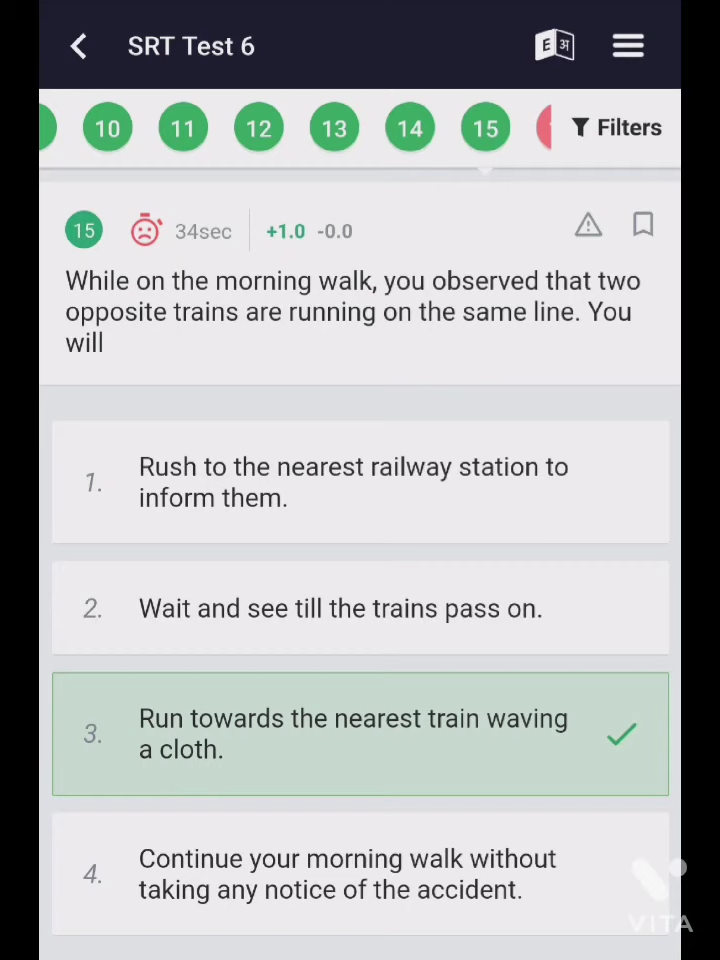 SRT Test 6
E अ
10 11 12 13 14 15 Filters
15 34sec +1.0 -0.0
While on the morning walk, you observed that two
opposite trains are running on the same line. You
will
1. Rush to the nearest railway station to
inform them.
2. Wait and see till the trains pass on.
3. Run towards the nearest train waving
a cloth.
4. Continue your morning walk without
taking any notice of the accident.
VITA